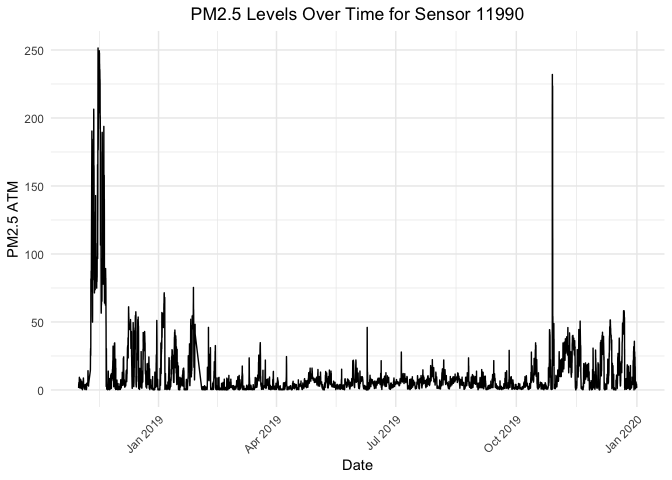 PM2.5 Levels Over Time for Sensor 11990
250
200
150
100
50
0
PM2.5 ATM
Jan 2019
Apr 2019
Jul 2019
Oct 2019
Jan 2020
Date